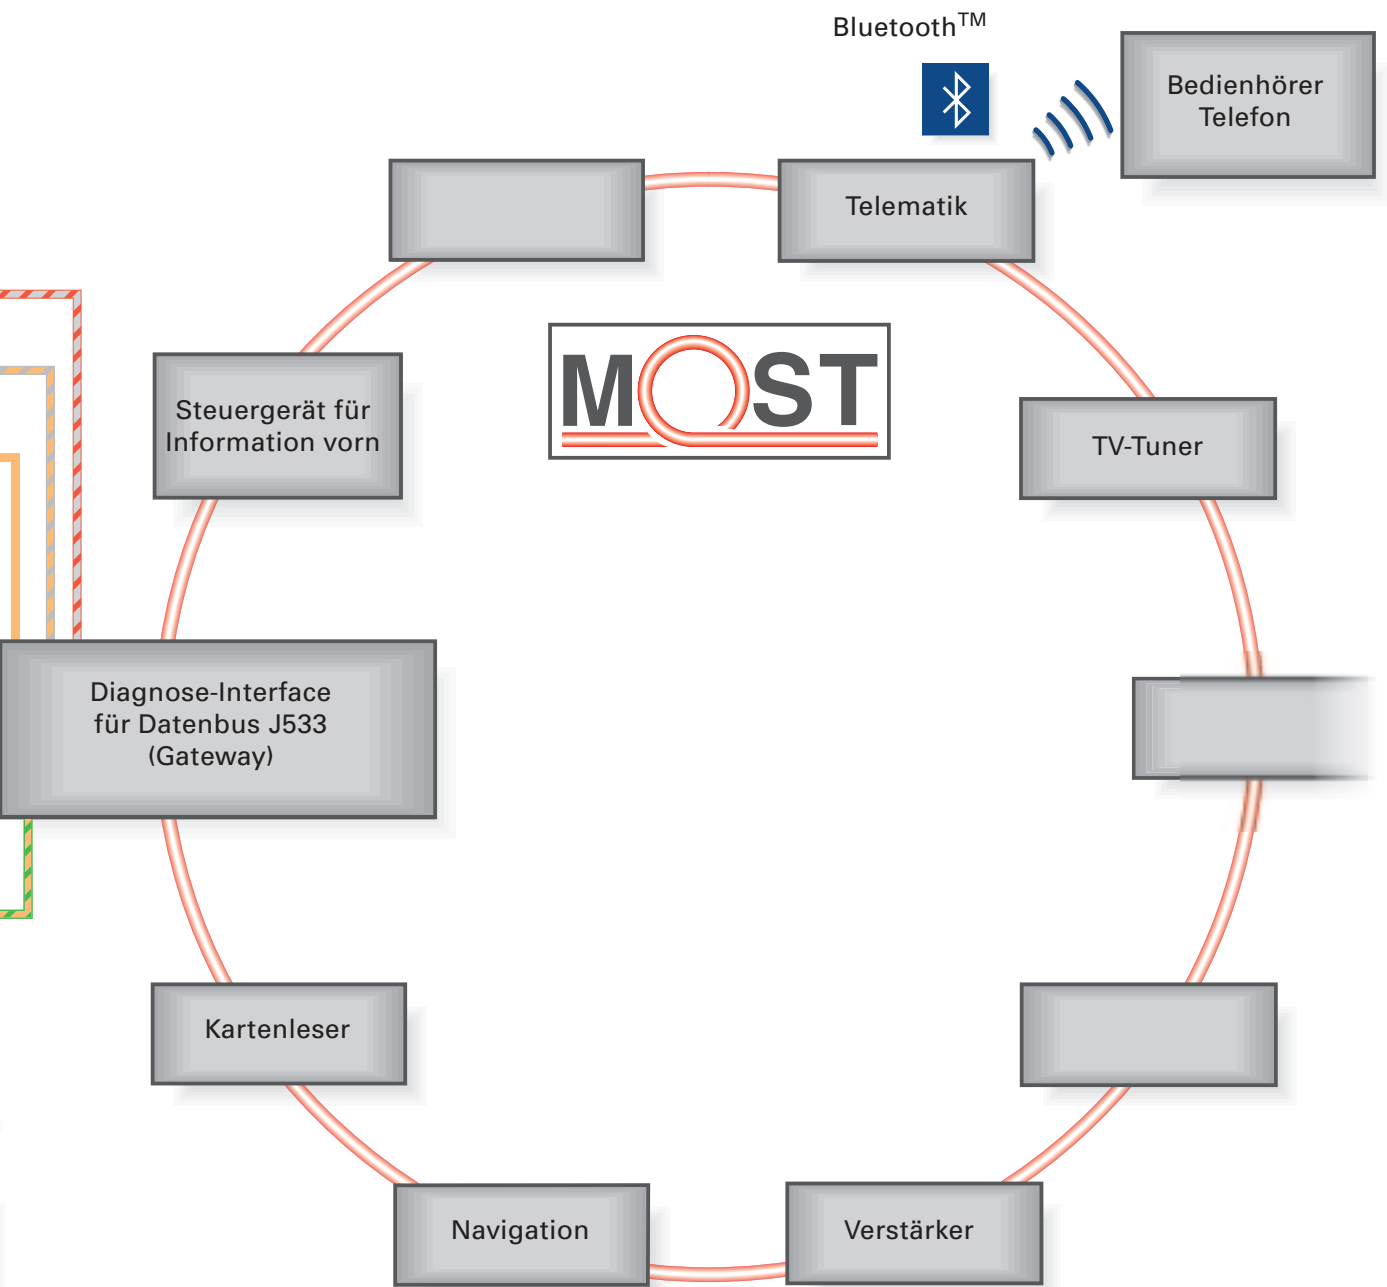 Bluetooth™
Bedienhörer
Telefon
Telematik
MOST
Steuergerät für
Information vorn
TV-Tuner
Diagnose-Interface
für Datenbus J533
(Gateway)
Kartenleser
Navigation
Verstärker